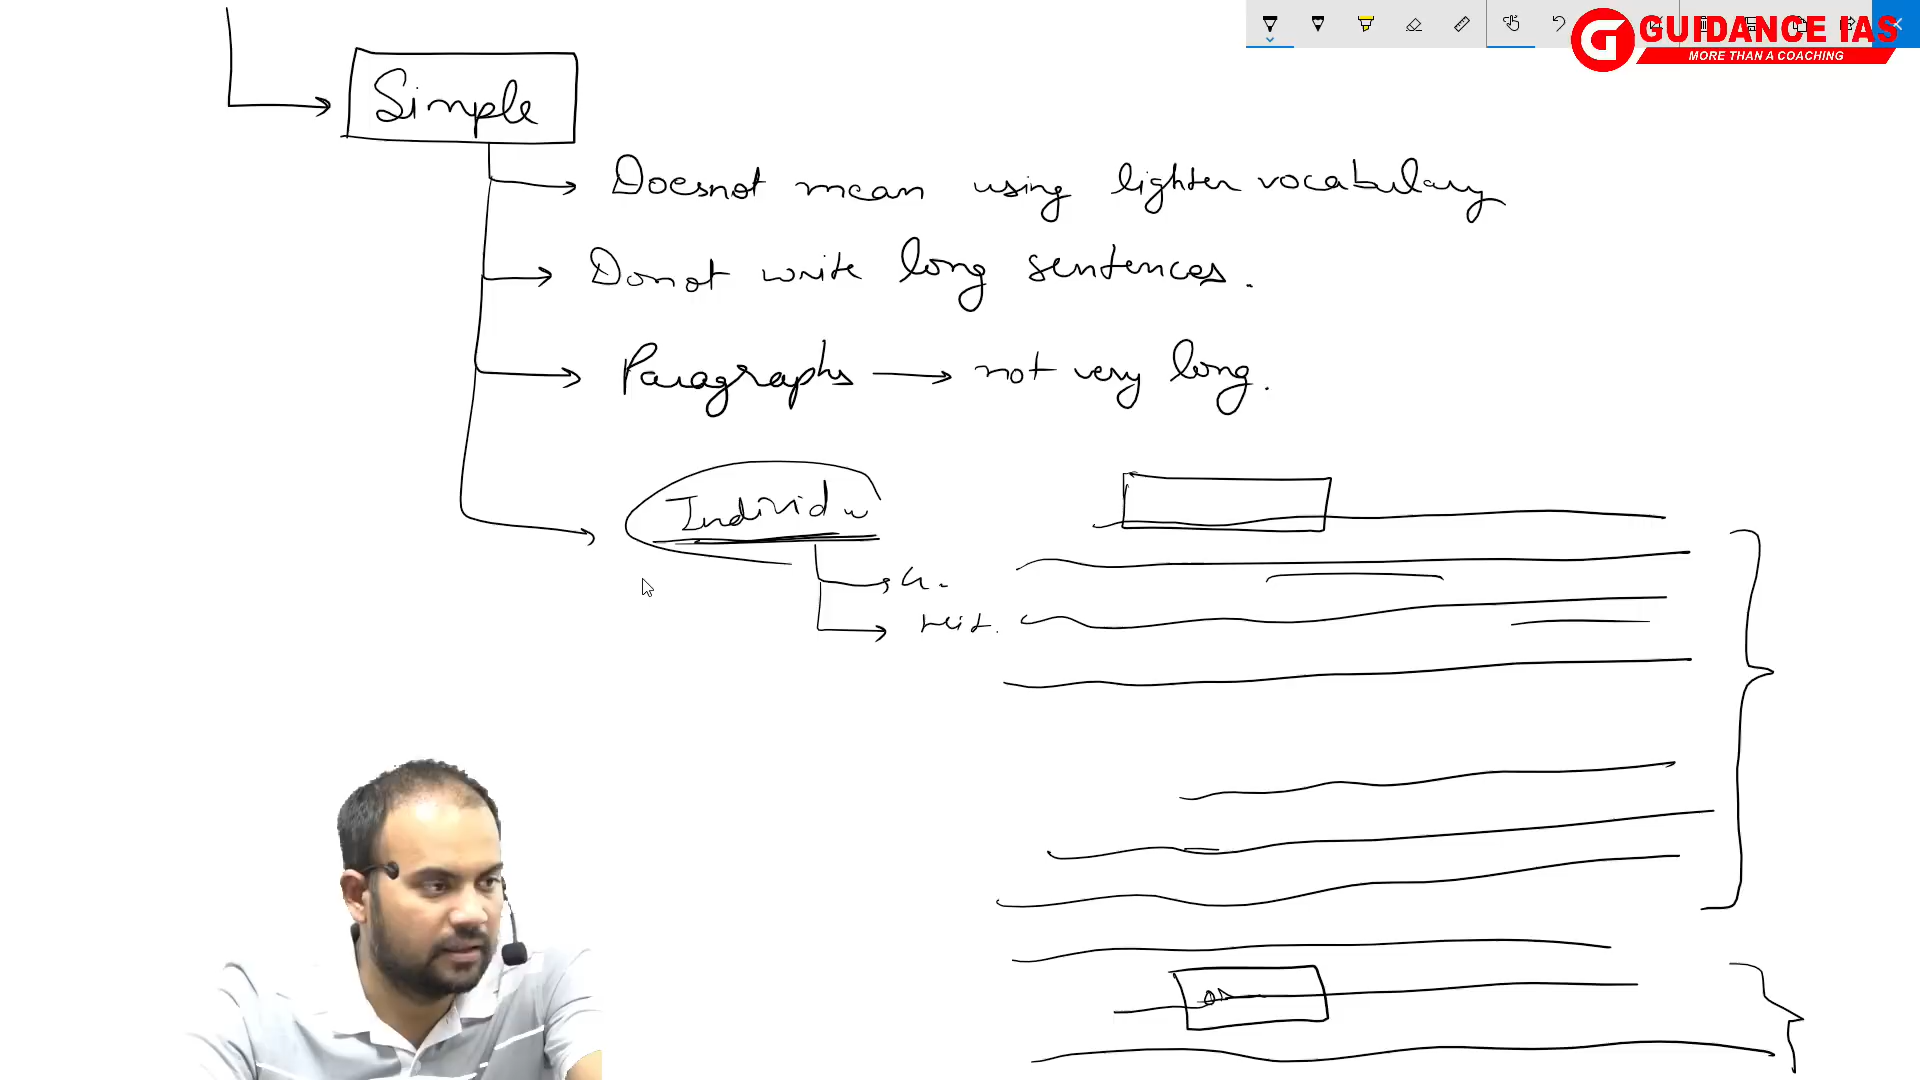 GUIDANCE IAS
MORE THAN A COACHING
Simple
Doesnot mean using lighter vocabulary
Donot write long sentences.
Paragraphs → not very long.
Individu